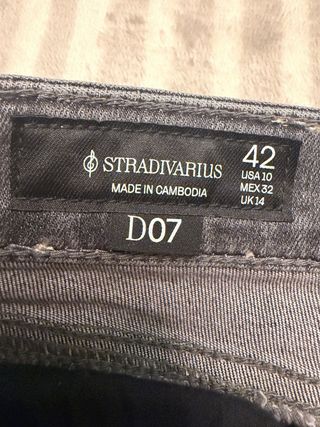 STRADIVARIUS
MADE IN CAMBODIA
42
USA 10
MEX 32
UK 14
D07